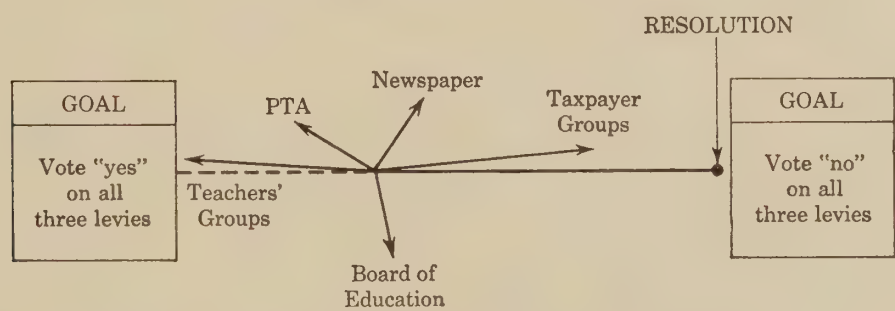 RESOLUTION
GOAL
Vote "yes"
on all
three levies
PTA
Newspaper
Taxpayer
Groups
Teachers'
Groups
Board of
Education
GOAL
Vote "no"
on all
three levies